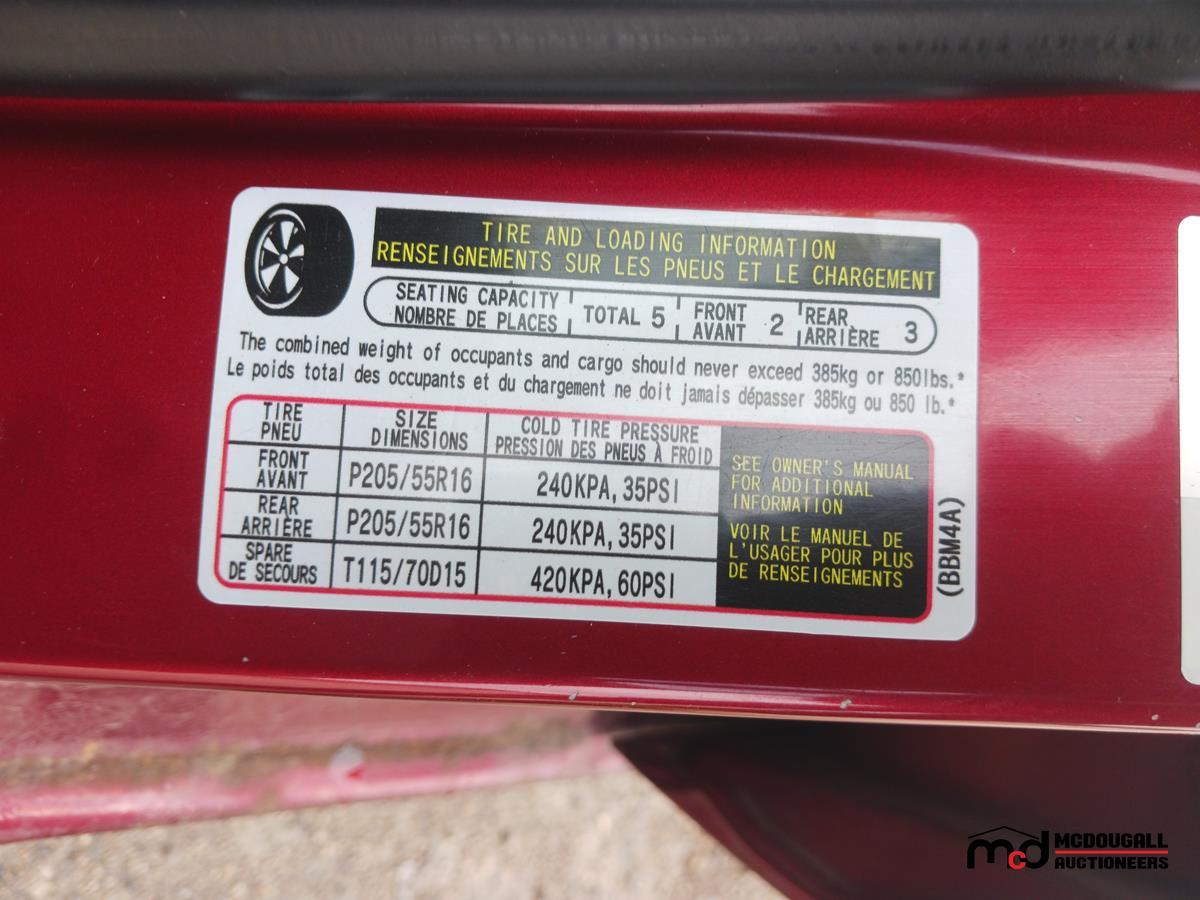 TIRE AND LOADING INFORMATION
RENSEIGNEMENTS SUR LES PNEUS ET LE CHARGEMENT
SEATING CAPACITY TOTAL 5 FRONT 2 REAR 3
NOMBRE DE PLACES AVANT ARRIÈRE
The combined weight of occupants and cargo should never exceed 385kg or 850lbs.*
Le poids total des occupants et du chargement ne doit jamais dépasser 385kg ou 850 lb.*
TIRE SIZE COLD TIRE PRESSURE
PNEU DIMENSIONS PRESSION DES PNEUS À FROID
FRONT
AVANT P205/55R16 240KPA, 35PSI
REAR
ARRIÈRE P205/55R16 240KPA, 35PSI
SPARE
DE SECOURS T115/70D15 420KPA, 60PSI
SEE OWNER'S MANUAL
FOR ADDITIONAL
INFORMATION
VOIR LE MANUEL DE
L'USAGER POUR PLUS
DE RENSEIGNEMENTS
(BBM4A)
mcd MCDOUGALL
AUCTIONEERS